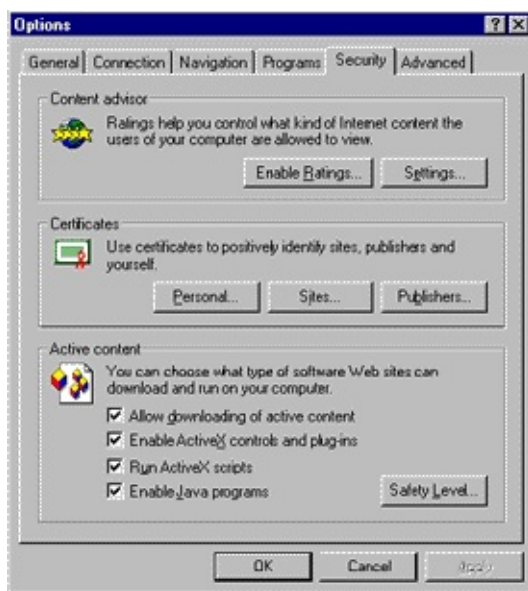 Options
General Connection Navigation Programs Security Advanced
Content advisor
Ratings help you control what kind of Internet content the
users of your computer are allowed to view.
Enable Ratings... Settings...
Certificates
Use certificates to positively identify sites, publishers and
yourself.
Personal... Sites... Publishers...
Active content
You can choose what type of software Web sites can
download and run on your computer.
Allow downloading of active content
Enable ActiveX controls and plug-ins
Run ActiveX scripts
Enable Java programs
Safety Level...
OK Cancel Apply